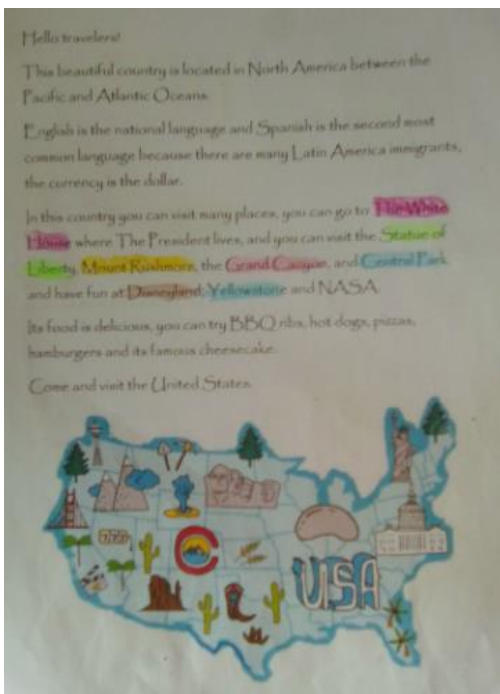 Hello travelers!
This beautiful country is located in North America between the
Pacific and Atlantic Oceans.
English is the national language and Spanish is the second most
common language because there are many Latin America immigrants,
the currency is the dollar.
In this country you can visit many places, you can go to The White
House where The President lives, and you can visit the Statue of
Liberty, Mount Rushmore, the Grand Canyon, and Central Park
and have fun at Disneyland, Yellowstone and NASA.
Its food is delicious, you can try BBQ ribs, hot dogs, pizzas,
hamburgers and its famous cheesecake.
Come and visit the United States.
777
C
USA